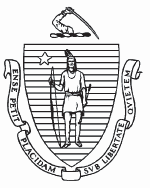 ENSE PETIT PLACIDAM SVB LIBERTATE QVIETEM